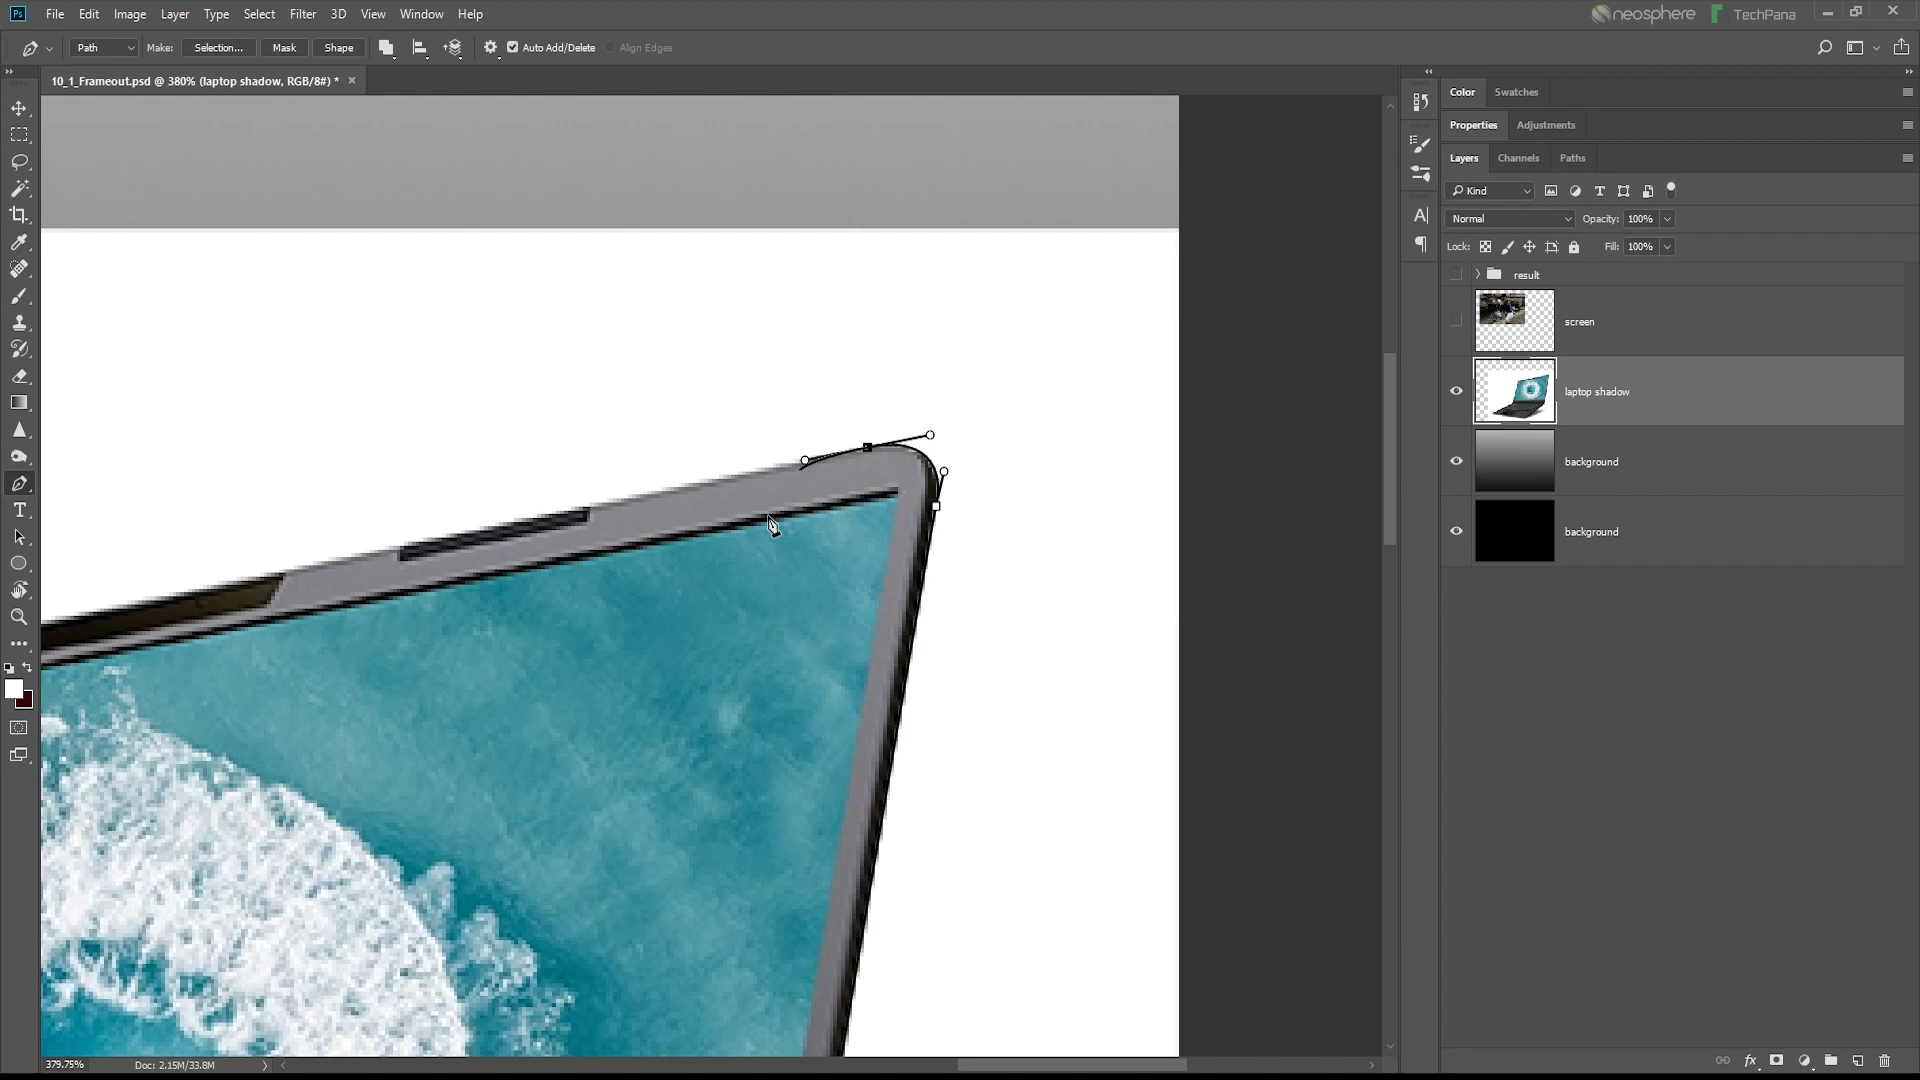 Ps File Edit Image Layer Type Select Filter 3D View Window Help
neosphere TechPana
Path Make: Selection... Mask Shape Auto Add/Delete Align Edges
10_1_Frameout.psd @ 380% (laptop shadow, RGB/8#) * ×
Color Swatches
Properties Adjustments
Layers Channels Paths
Kind
Normal Opacity: 100%
Lock: Fill: 100%
result
screen
laptop shadow
background
background
379.75% Doc: 2.15M/33.8M